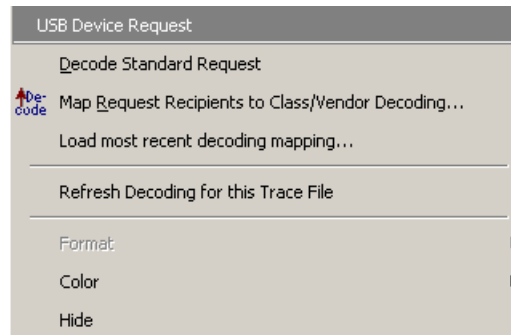 USB Device Request
Decode Standard Request
De-
code
Map Request Recipients to Class/Vendor Decoding...
Load most recent decoding mapping...
Refresh Decoding for this Trace File
Format
Color
Hide